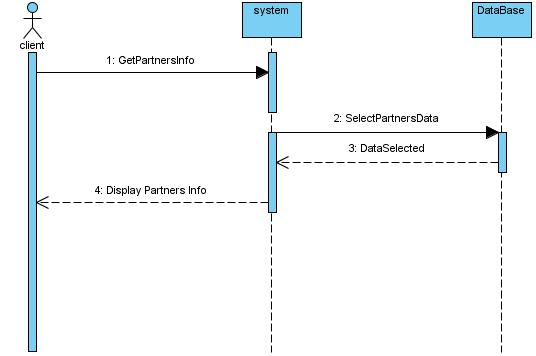 system
DataBase
client
1: GetPartnersInfo
2: SelectPartnersData
3: DataSelected
4: Display Partners Info